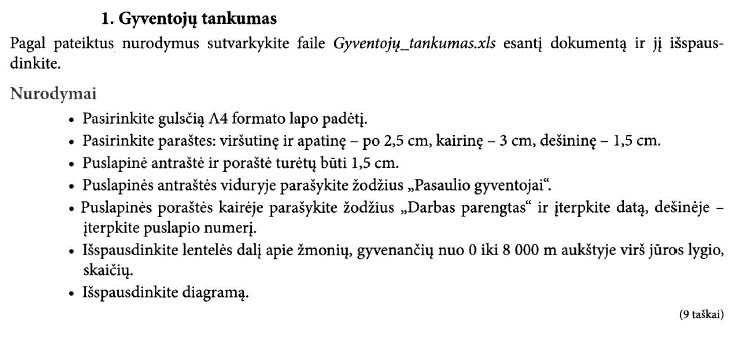 1. Gyventojų tankumas
Pagal pateiktus nurodymus sutvarkykite faile Gyventojų_tankumas.xls esantį dokumentą ir jį išspaus-
dinkite.
Nurodymai
• Pasirinkite gulsčią A4 formato lapo padėtį.
• Pasirinkite paraštes: viršutinę ir apatinę – po 2,5 cm, kairinę – 3 cm, dešininę – 1,5 cm.
• Puslapinė antraštė ir poraštė turėtų būti 1,5 cm.
• Puslapinės antraštės viduryje parašykite žodžius „Pasaulio gyventojai“.
• Puslapinės poraštės kairėje parašykite žodžius „Darbas parengtas“ ir įterpkite datą, dešinėje –
įterpkite puslapio numerį.
• Išspausdinkite lentelės dalį apie žmonių, gyvenančių nuo 0 iki 8 000 m aukštyje virš jūros lygio,
skaičių.
• Išspausdinkite diagramą.
(9 taškai)